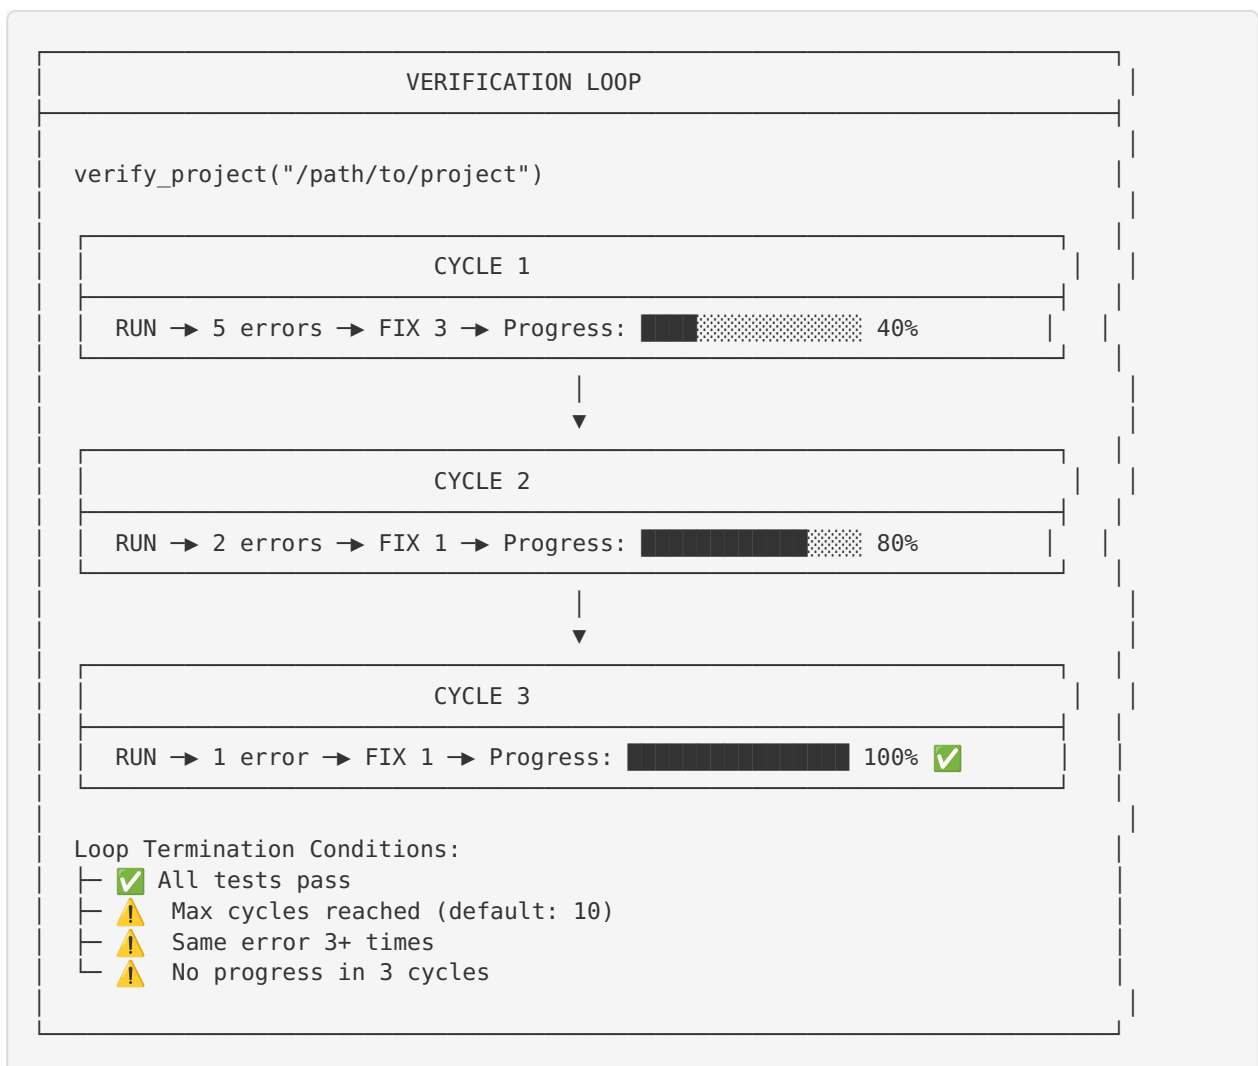 VERIFICATION LOOP
verify_project("/path/to/project")
CYCLE 1
RUN ─► 5 errors ─► FIX 3 ─► Progress: ████░░░░░░░░░░░░ 40%
CYCLE 2
RUN ─► 2 errors ─► FIX 1 ─► Progress: ████████████░░░░ 80%
CYCLE 3
RUN ─► 1 error ─► FIX 1 ─► Progress: ████████████████ 100% ✅
Loop Termination Conditions:
├─ ✅ All tests pass
├─ ⚠️ Max cycles reached (default: 10)
├─ ⚠️ Same error 3+ times
└─ ⚠️ No progress in 3 cycles